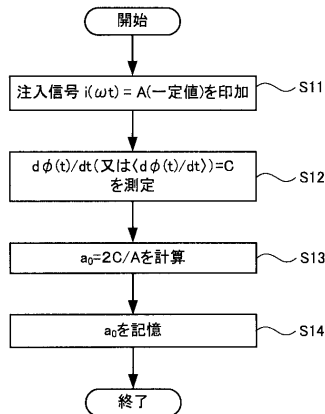 開始
注入信号 i(ωt) = A(一定値)を印加
S11
dφ(t)/dt(又は〈dφ(t)/dt〉)=C
を測定
S12
a₀=2C/Aを計算
S13
a₀を記憶
S14
終了